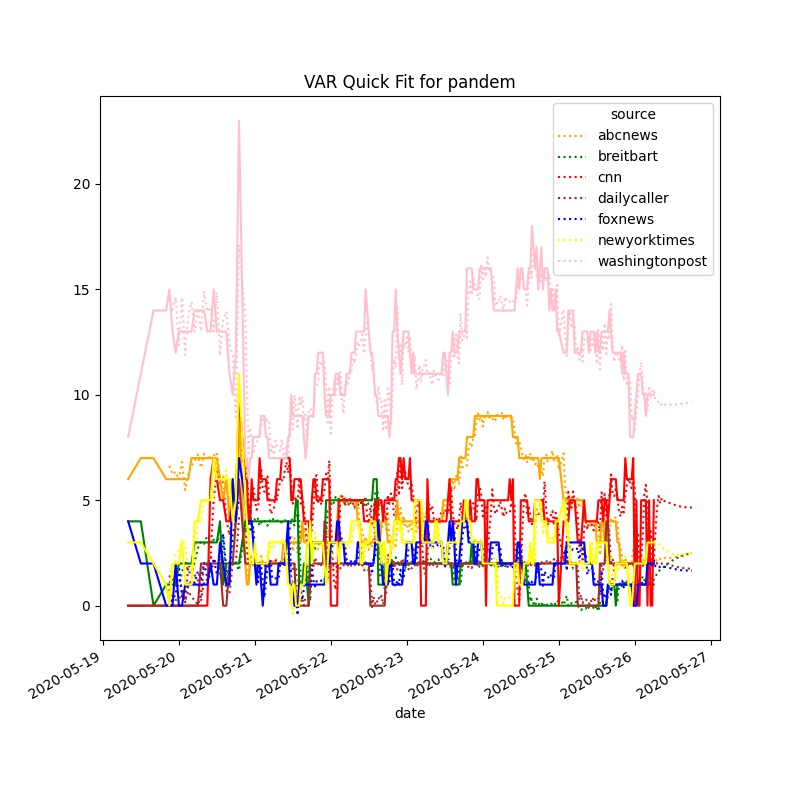 VAR Quick Fit for pandem
source
abcnews
breitbart
cnn
dailycaller
foxnews
newyorktimes
washingtonpost
20
15
10
5
0
2020-05-19
2020-05-20
2020-05-21
2020-05-22
2020-05-23
2020-05-24
2020-05-25
2020-05-26
2020-05-27
date